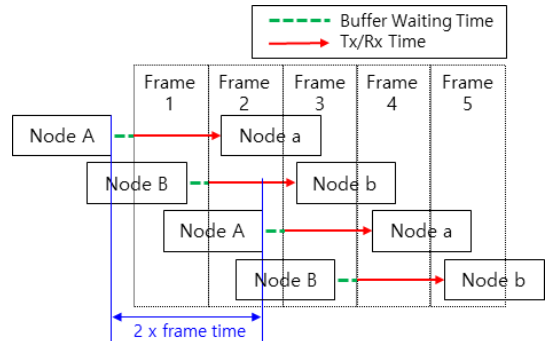 Buffer Waiting Time
Tx/Rx Time
Frame 1
Frame 2
Frame 3
Frame 4
Frame 5
Node A
Node a
Node B
Node b
Node A
Node a
Node B
Node b
2 x frame time